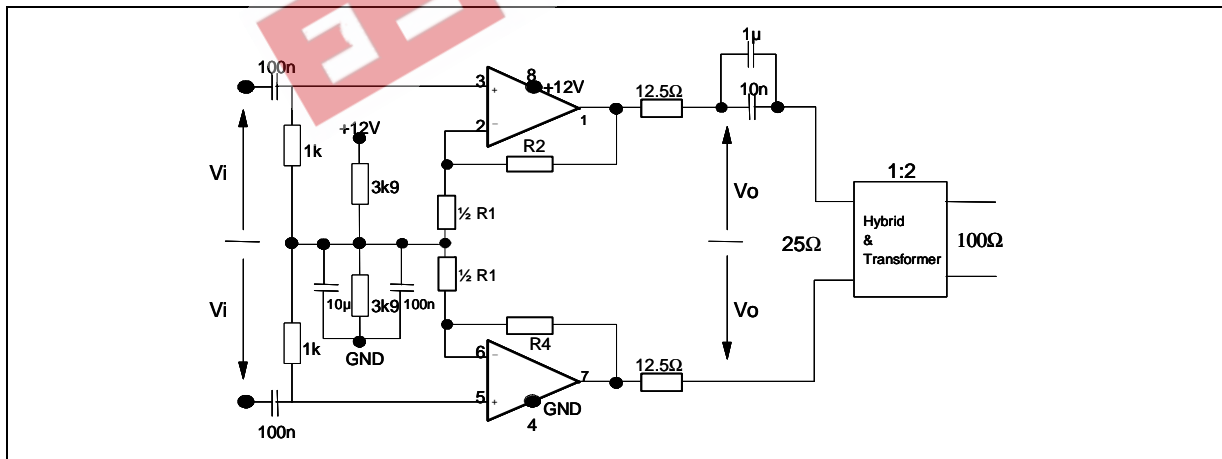 1µ
100n
8
+12V
10n
3
+
12.5Ω
1
+12V
2
−
R2
1k
Vi
3k9
½ R1
Vo
1:2
Hybrid
&
Transformer
25Ω
100Ω
½ R1
10µ
3k9
100n
Vi
Vo
1k
GND
R4
6
−
12.5Ω
7
5
+
GND
4
100n